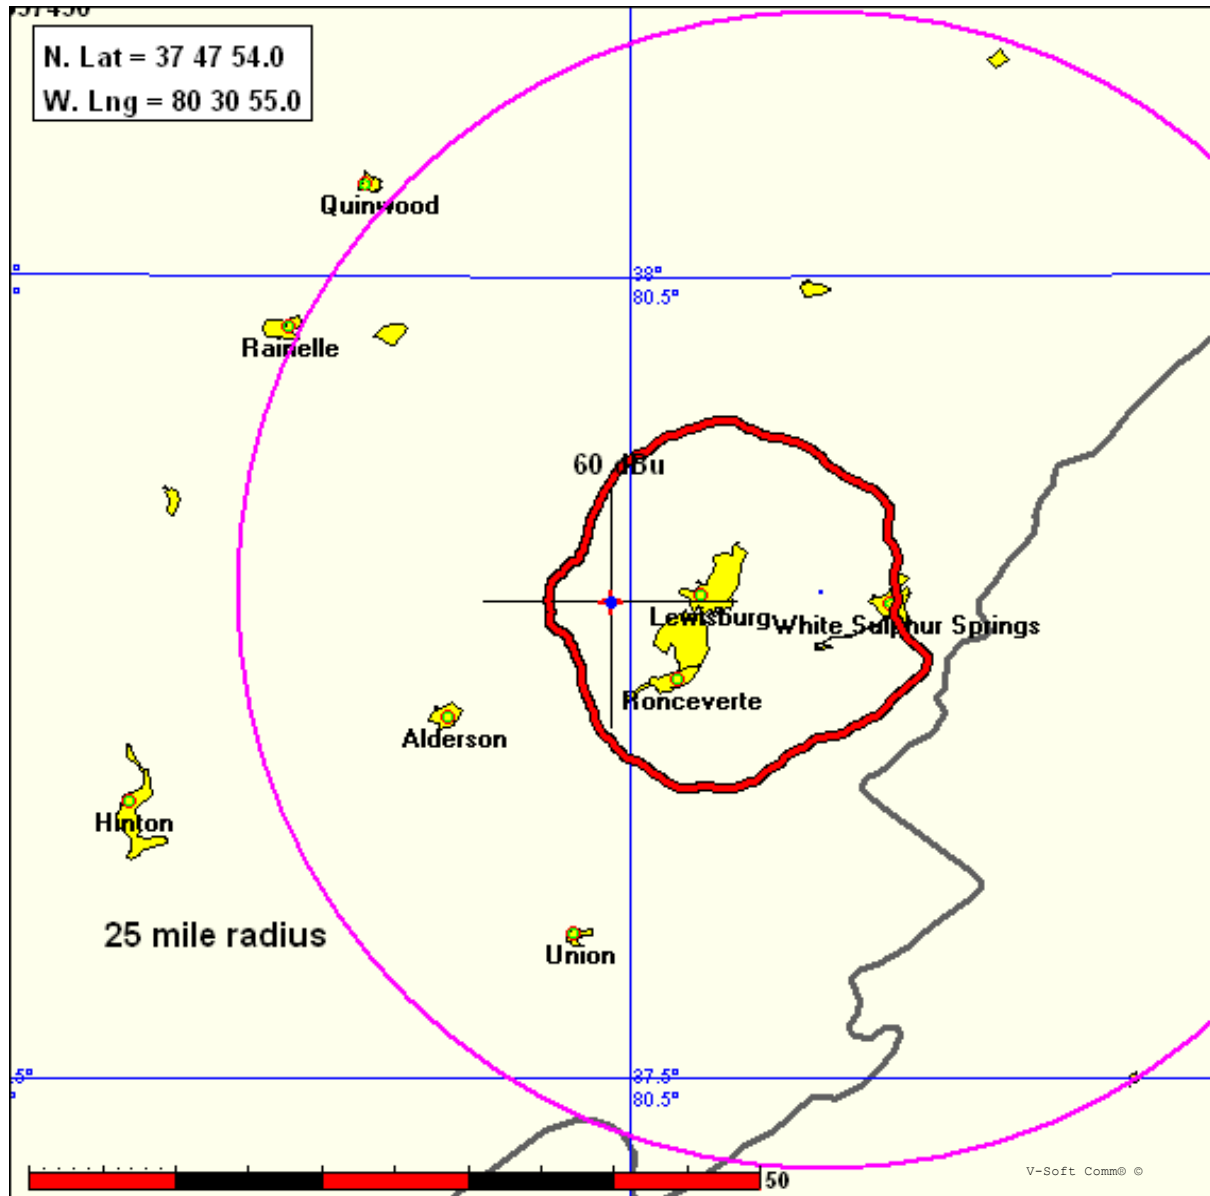 N. Lat = 37 47 54.0
W. Lng = 80 30 55.0
Quinwood
38°
80.5°
Rainelle
60 dBu
Lewisburg
White Sulphur Springs
Ronceverte
Alderson
Hinton
25 mile radius
Union
37.5°
80.5°
50
V-Soft Comm® ©